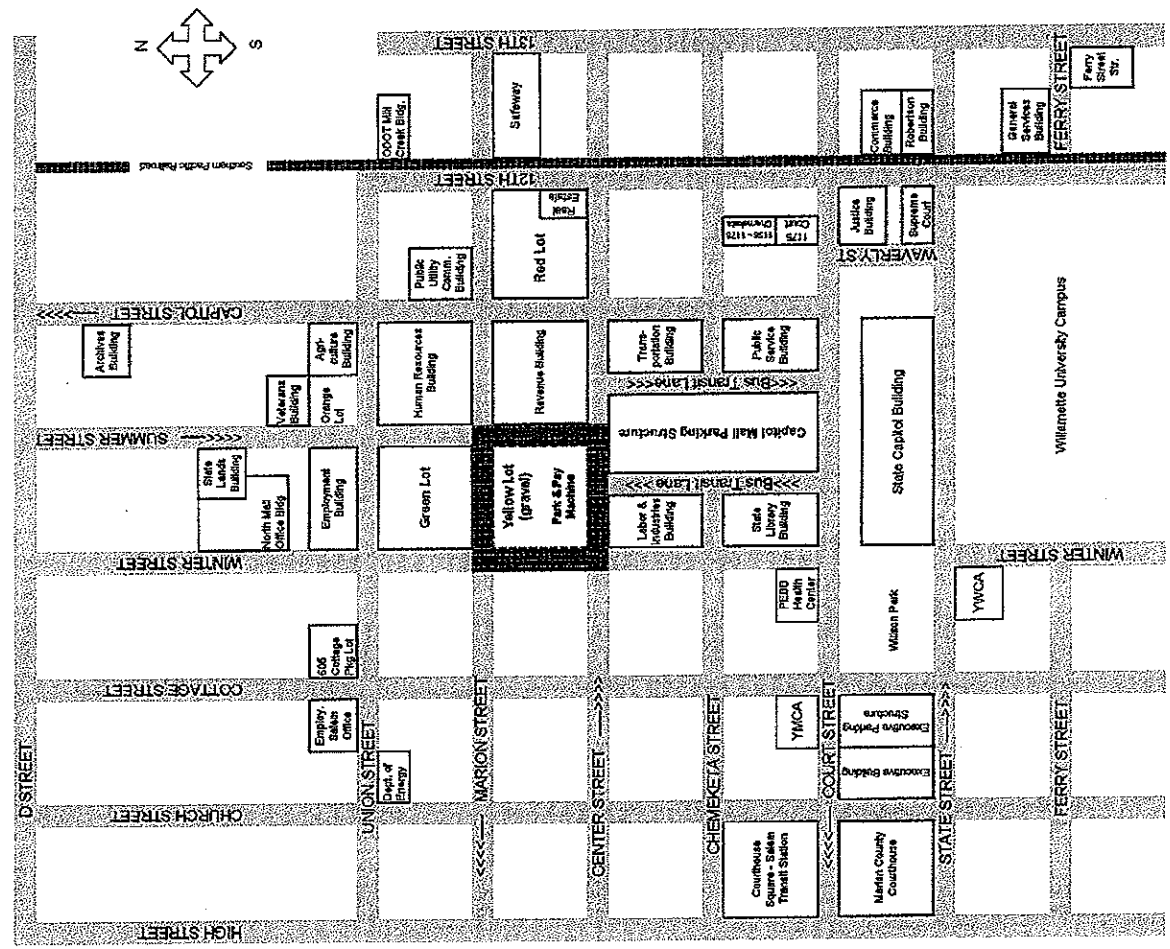 N
S
13TH STREET
ODOT Mill
Creek Bldg.
Safeway
Commerce
Building
Robertson
Building
General
Services
Building
FERRY STREET
Ferry
Street
Str.
Southern Pacific Railroad
12TH STREET
Real
Estate
Red Lot
Public
Utility
Comm.
Building
1175
Court
Justice
Building
Supreme
Court
WAVERLY ST
CAPITOL STREET
>>>>
Archives
Building
Agri-
culture
Building
Veterans
Building
Orange
Lot
Human Resources
Building
Revenue Building
Trans-
portation
Building
Public
Service
Building
<<<Bus Transit Lane<<<
Capitol Mall Parking Structure
>>>Bus Transit Lane>>>
State Capitol Building
Willamette University Campus
SUMMER STREET
<<<<<
State
Lands
Building
North Mall
Office Bldg
Employment
Building
Green Lot
Yellow Lot
(gravel)
Park & Pay
Machine
Labor &
Industries
Building
State
Library
Building
WINTER STREET
WINTER STREET
PEBB
Health
Center
Willson Park
YWCA
605
Cottage
Pkg Lot
COTTAGE STREET
Employ.
Salem
Office
Dept. of
Energy
YMCA
Executive Parking
Structure
Executive Building
D STREET
UNION STREET
MARION STREET
<<<<
CENTER STREET
>>>>
CHEMEKETA STREET
COURT STREET
<<<<
STATE STREET
>>>>
FERRY STREET
CHURCH STREET
Courthouse
Square - Salem
Transit Station
Marion County
Courthouse
HIGH STREET